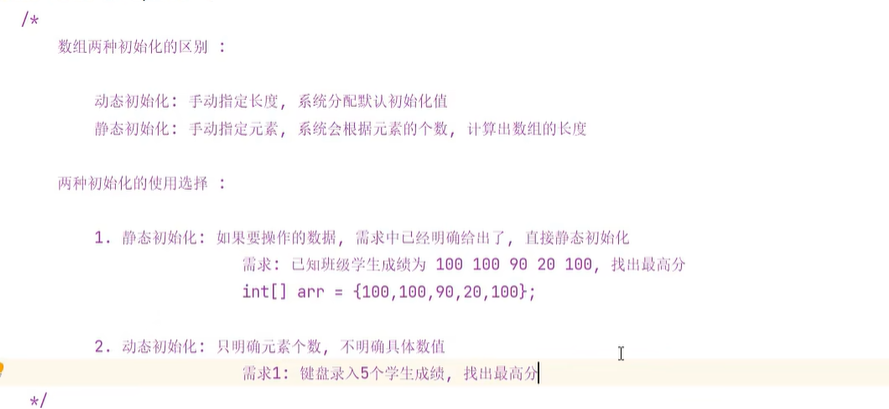 /*
数组两种初始化的区别 :
动态初始化: 手动指定长度, 系统分配默认初始化值
静态初始化: 手动指定元素, 系统会根据元素的个数, 计算出数组的长度
两种初始化的使用选择 :
1. 静态初始化: 如果要操作的数据, 需求中已经明确给出了, 直接静态初始化
需求: 已知班级学生成绩为 100 100 90 20 100, 找出最高分
int[] arr = {100,100,90,20,100};
2. 动态初始化: 只明确元素个数, 不明确具体数值
需求1: 键盘录入5个学生成绩, 找出最高分
*/